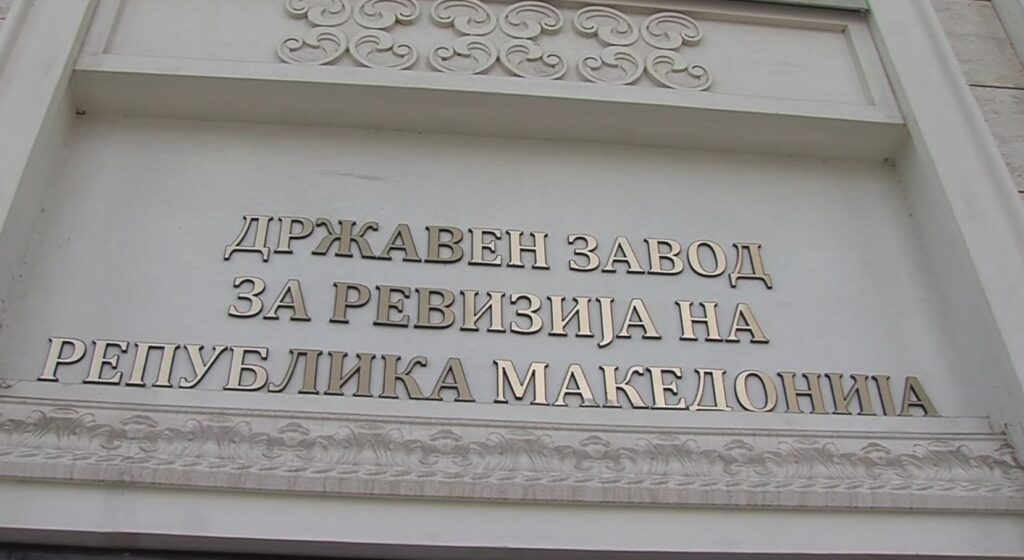 ДРЖАВЕН ЗАВОД
ЗА РЕВИЗИЈА НА
РЕПУБЛИКА МАКЕДОНИЈА